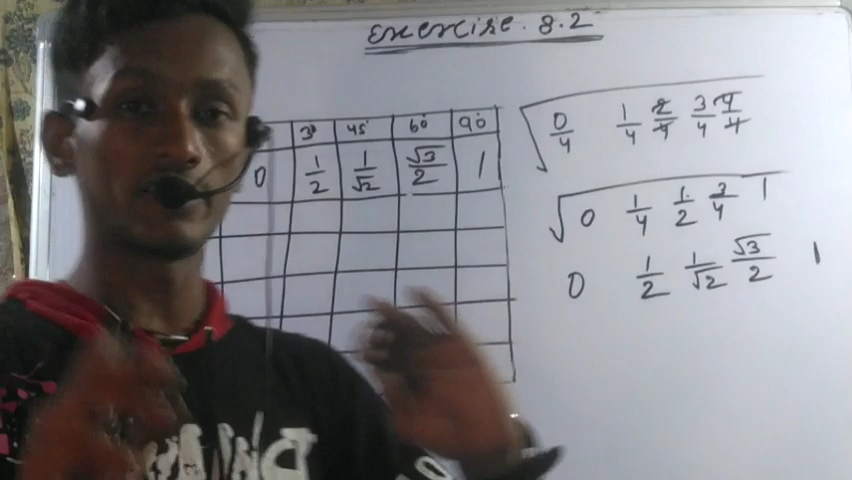 Exercise. 8.2
30° 45° 60° 90°
0 1/2 1/√2 √3/2 1
√ 0/4 1/4 2/4 3/4 4/4
√ 0 1/4 1/2 3/4 1
0 1/2 1/√2 √3/2 1